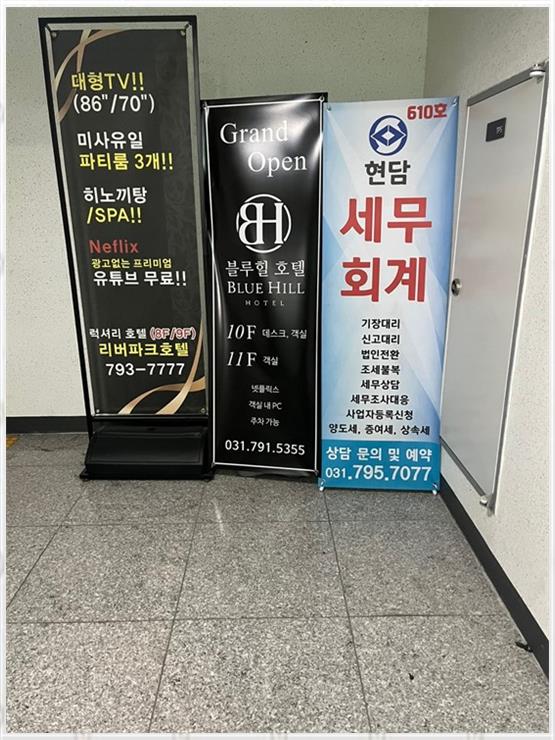 대형TV!!
(86"/70")
미사유일
파티룸 3개!!
히노끼탕
/SPA!!
Neflix
광고없는 프리미엄
유튜브 무료!!
럭셔리 호텔 (8F/9F)
리버파크호텔
793-7777
Grand
Open
BH
블루힐 호텔
BLUE HILL
HOTEL
10F 데스크, 객실
11F 객실
넷플릭스
객실 내 PC
주차 가능
031.791.5355
610호
현담
세무
회계
기장대리
신고대리
법인전환
조세불복
세무상담
세무조사대응
사업자등록신청
양도세, 증여세, 상속세
상담 문의 및 예약
031.795.7077